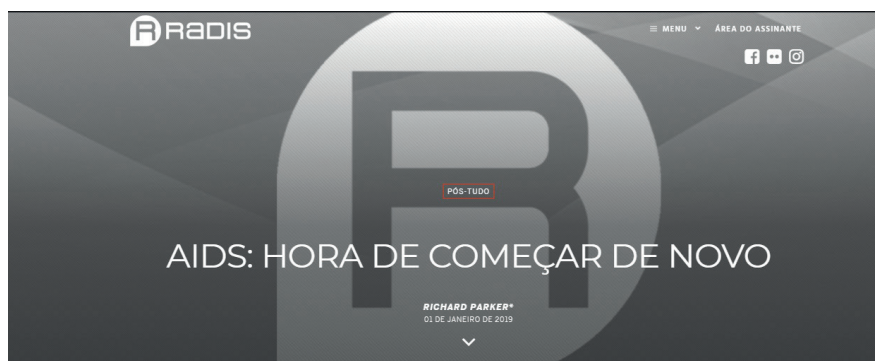 RADIS
≡ MENU ÁREA DO ASSINANTE
PÓS-TUDO
AIDS: HORA DE COMEÇAR DE NOVO
RICHARD PARKER*
01 DE JANEIRO DE 2019